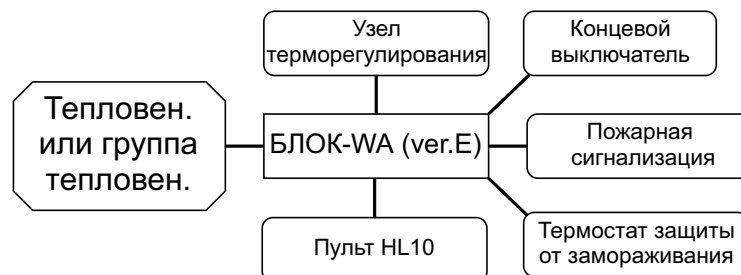 Узел
терморегулирования
Концевой
выключатель
Тепловен.
или группа
тепловен.
БЛОК-WA (ver.E)
Пожарная
сигнализация
Пульт HL10
Термостат защиты
от замораживания